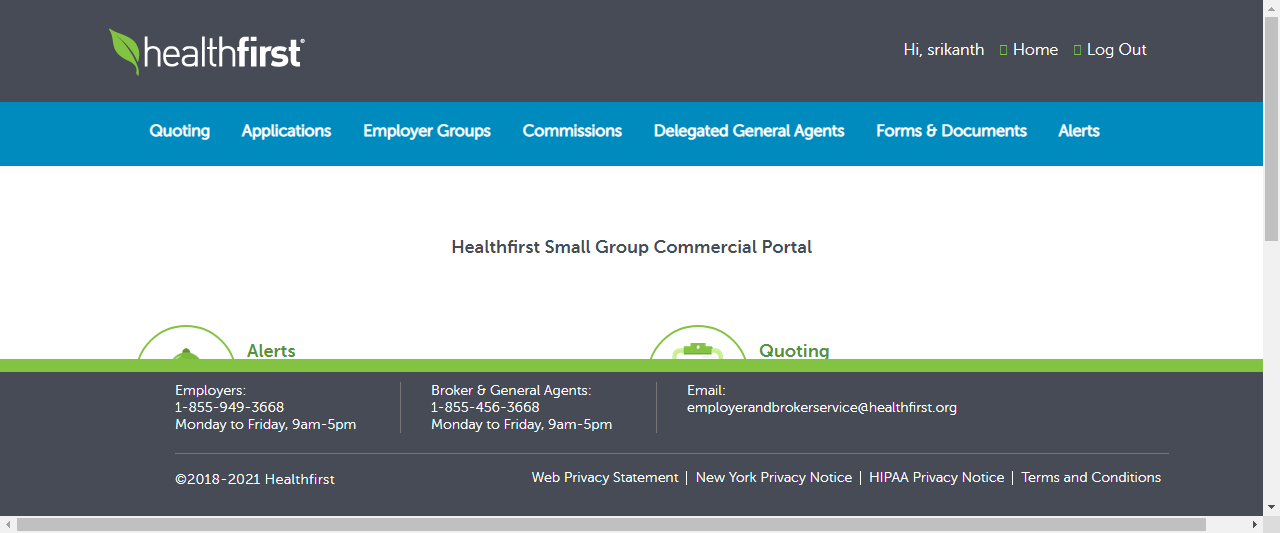 healthfirst
Hi, srikanth Home Log Out
Quoting Applications Employer Groups Commissions Delegated General Agents Forms & Documents Alerts
Healthfirst Small Group Commercial Portal
Alerts
Quoting
Employers:
1-855-949-3668
Monday to Friday, 9am-5pm
Broker & General Agents:
1-855-456-3668
Monday to Friday, 9am-5pm
Email:
employerandbrokerservice@healthfirst.org
©2018-2021 Healthfirst
Web Privacy Statement | New York Privacy Notice | HIPAA Privacy Notice | Terms and Conditions